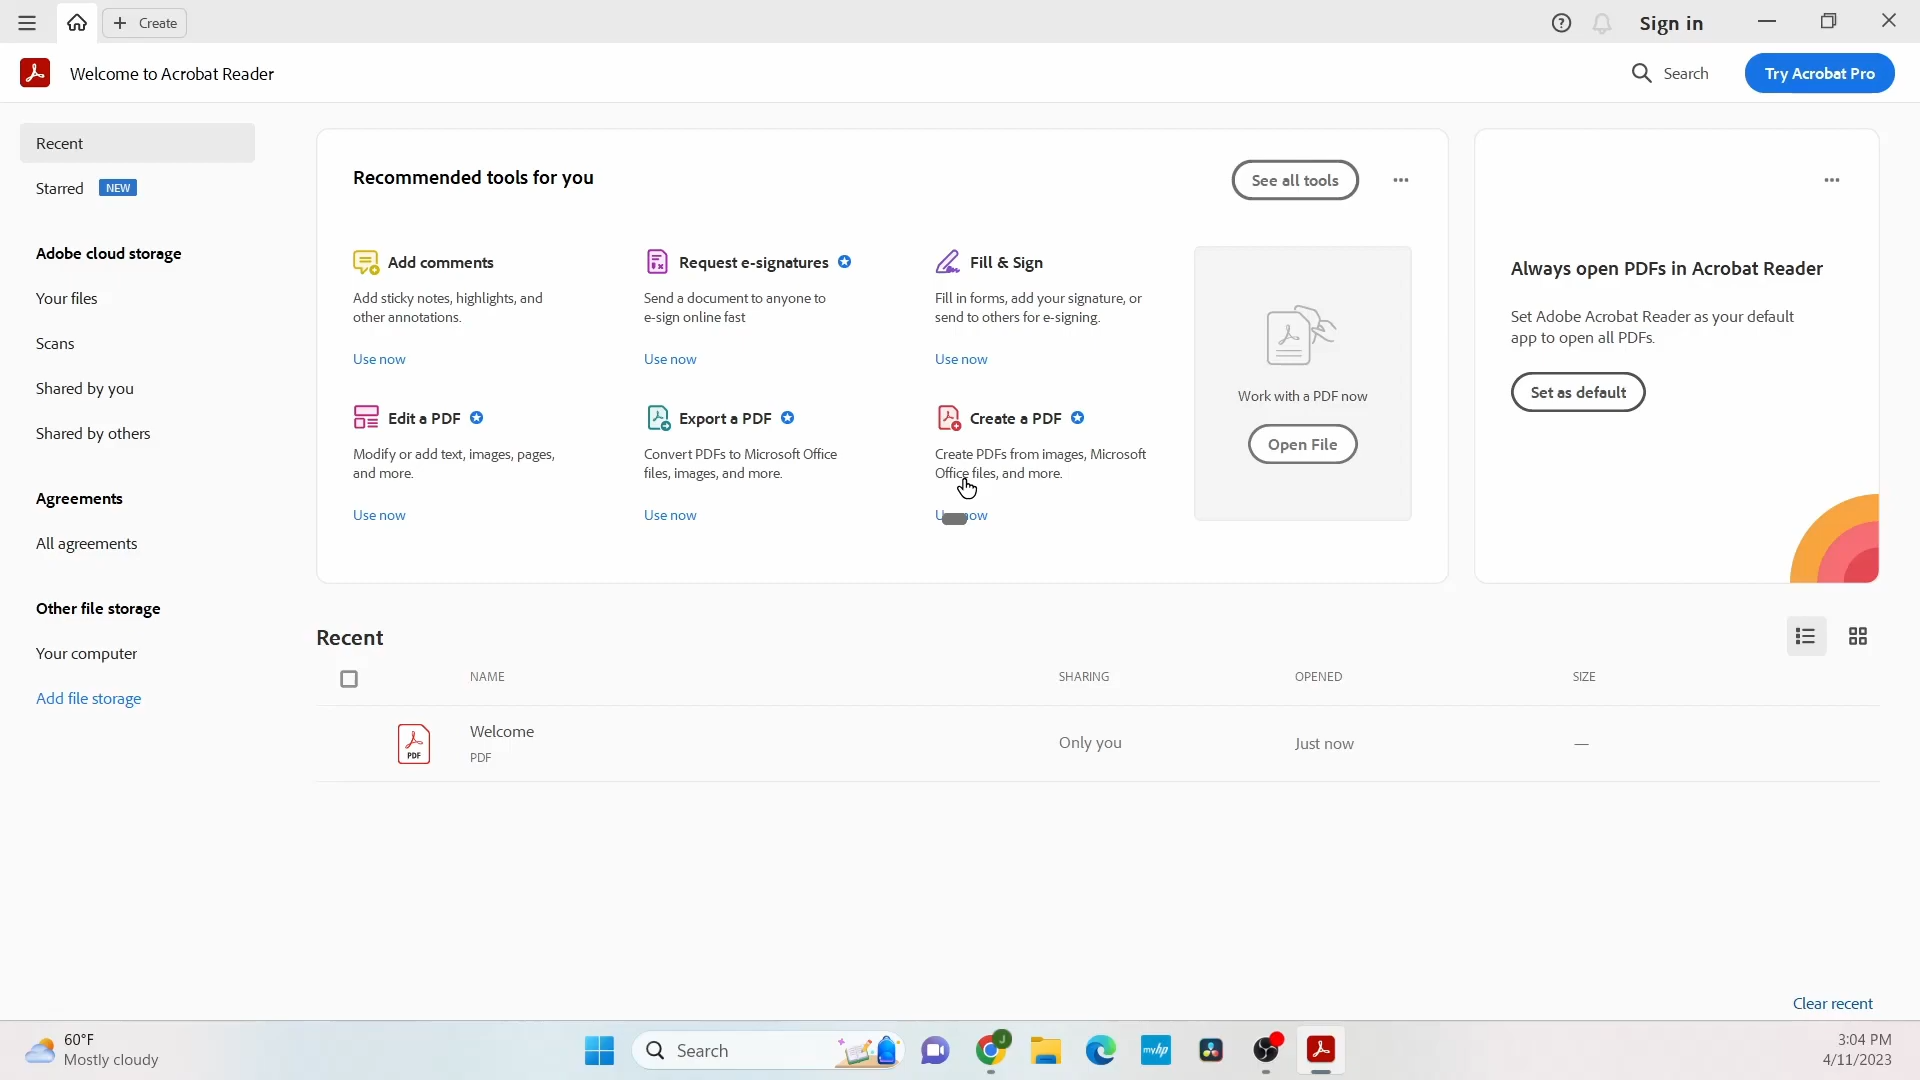 Create
Sign in
Welcome to Acrobat Reader
Search
Try Acrobat Pro
Recent
Starred NEW
Adobe cloud storage
Your files
Scans
Shared by you
Shared by others
Agreements
All agreements
Other file storage
Your computer
Add file storage
Recommended tools for you
See all tools
Add comments
Add sticky notes, highlights, and
other annotations.
Use now
Request e-signatures
Send a document to anyone to
e-sign online fast
Use now
Fill & Sign
Fill in forms, add your signature, or
send to others for e-signing.
Use now
Edit a PDF
Modify or add text, images, pages,
and more.
Use now
Export a PDF
Convert PDFs to Microsoft Office
files, images, and more.
Use now
Create a PDF
Create PDFs from images, Microsoft
Office files, and more.
now
Work with a PDF now
Open File
Always open PDFs in Acrobat Reader
Set Adobe Acrobat Reader as your default
app to open all PDFs.
Set as default
Recent
NAME SHARING OPENED SIZE
PDF
Welcome
PDF
Only you
Just now
—
Clear recent
60°F
Mostly cloudy
Search
J
myhp
3:04 PM
4/11/2023